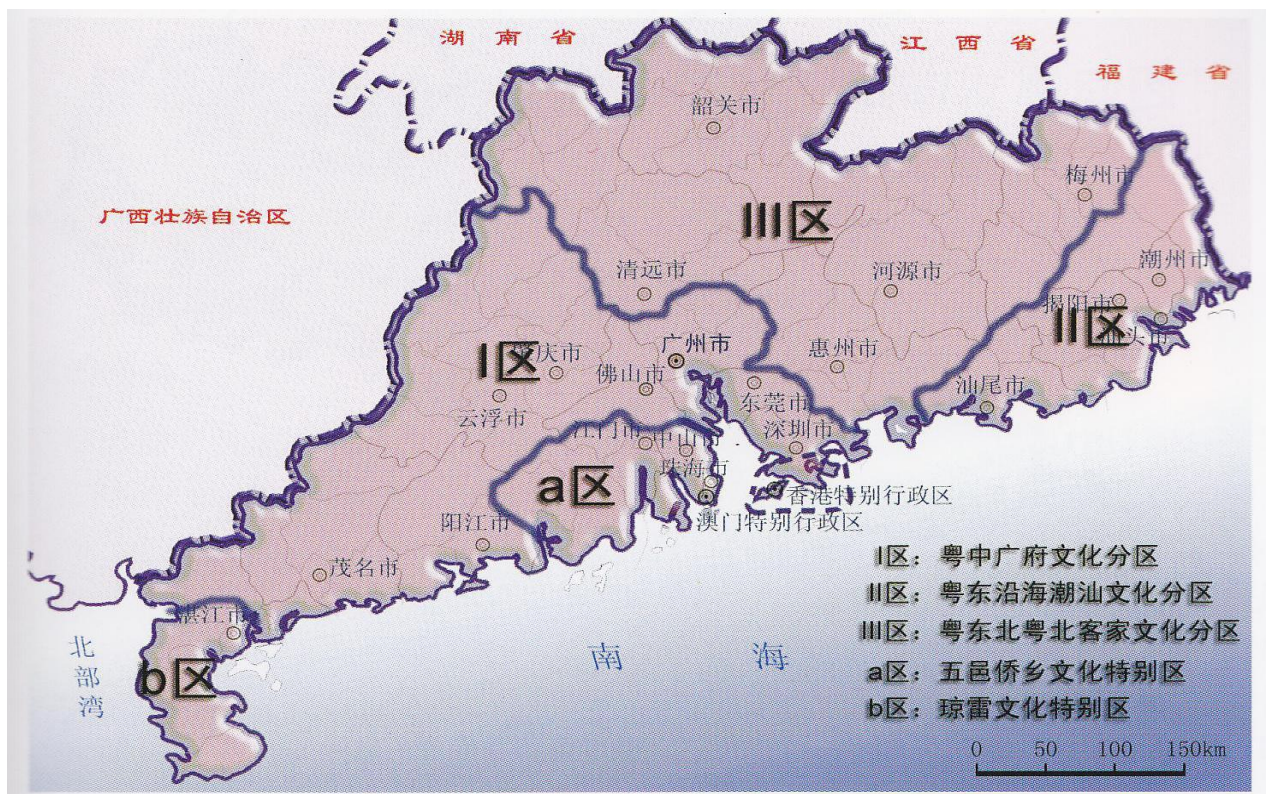 湖南省
江西省
福建省
韶关市
梅州市
广西壮族自治区
III区
清远市
河源市
潮州市
揭阳市
II区
汕头市
I区
肇庆市
广州市
惠州市
佛山市
云浮市
东莞市
汕尾市
江门市
中山市
深圳市
a区
珠海市
香港特别行政区
阳江市
澳门特别行政区
茂名市
湛江市
北部湾
b区
南海
I区：粤中广府文化分区
II区：粤东沿海潮汕文化分区
III区：粤东北粤北客家文化分区
a区：五邑侨乡文化特别区
b区：琼雷文化特别区
0 50 100 150km